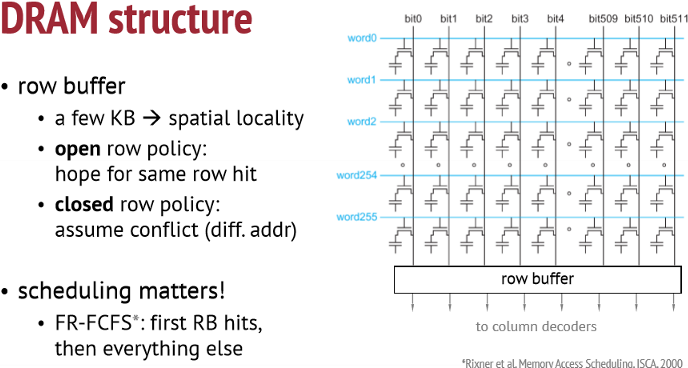 DRAM structure
• row buffer
• a few KB → spatial locality
• open row policy:
hope for same row hit
• closed row policy:
assume conflict (diff. addr)
• scheduling matters!
• FR-FCFS*: first RB hits,
then everything else
bit0 bit1 bit2 bit3 bit4 bit509 bit510 bit511
word0
word1
word2
word254
word255
row buffer
to column decoders
*Rixner et al. Memory Access Scheduling. ISCA. 2000